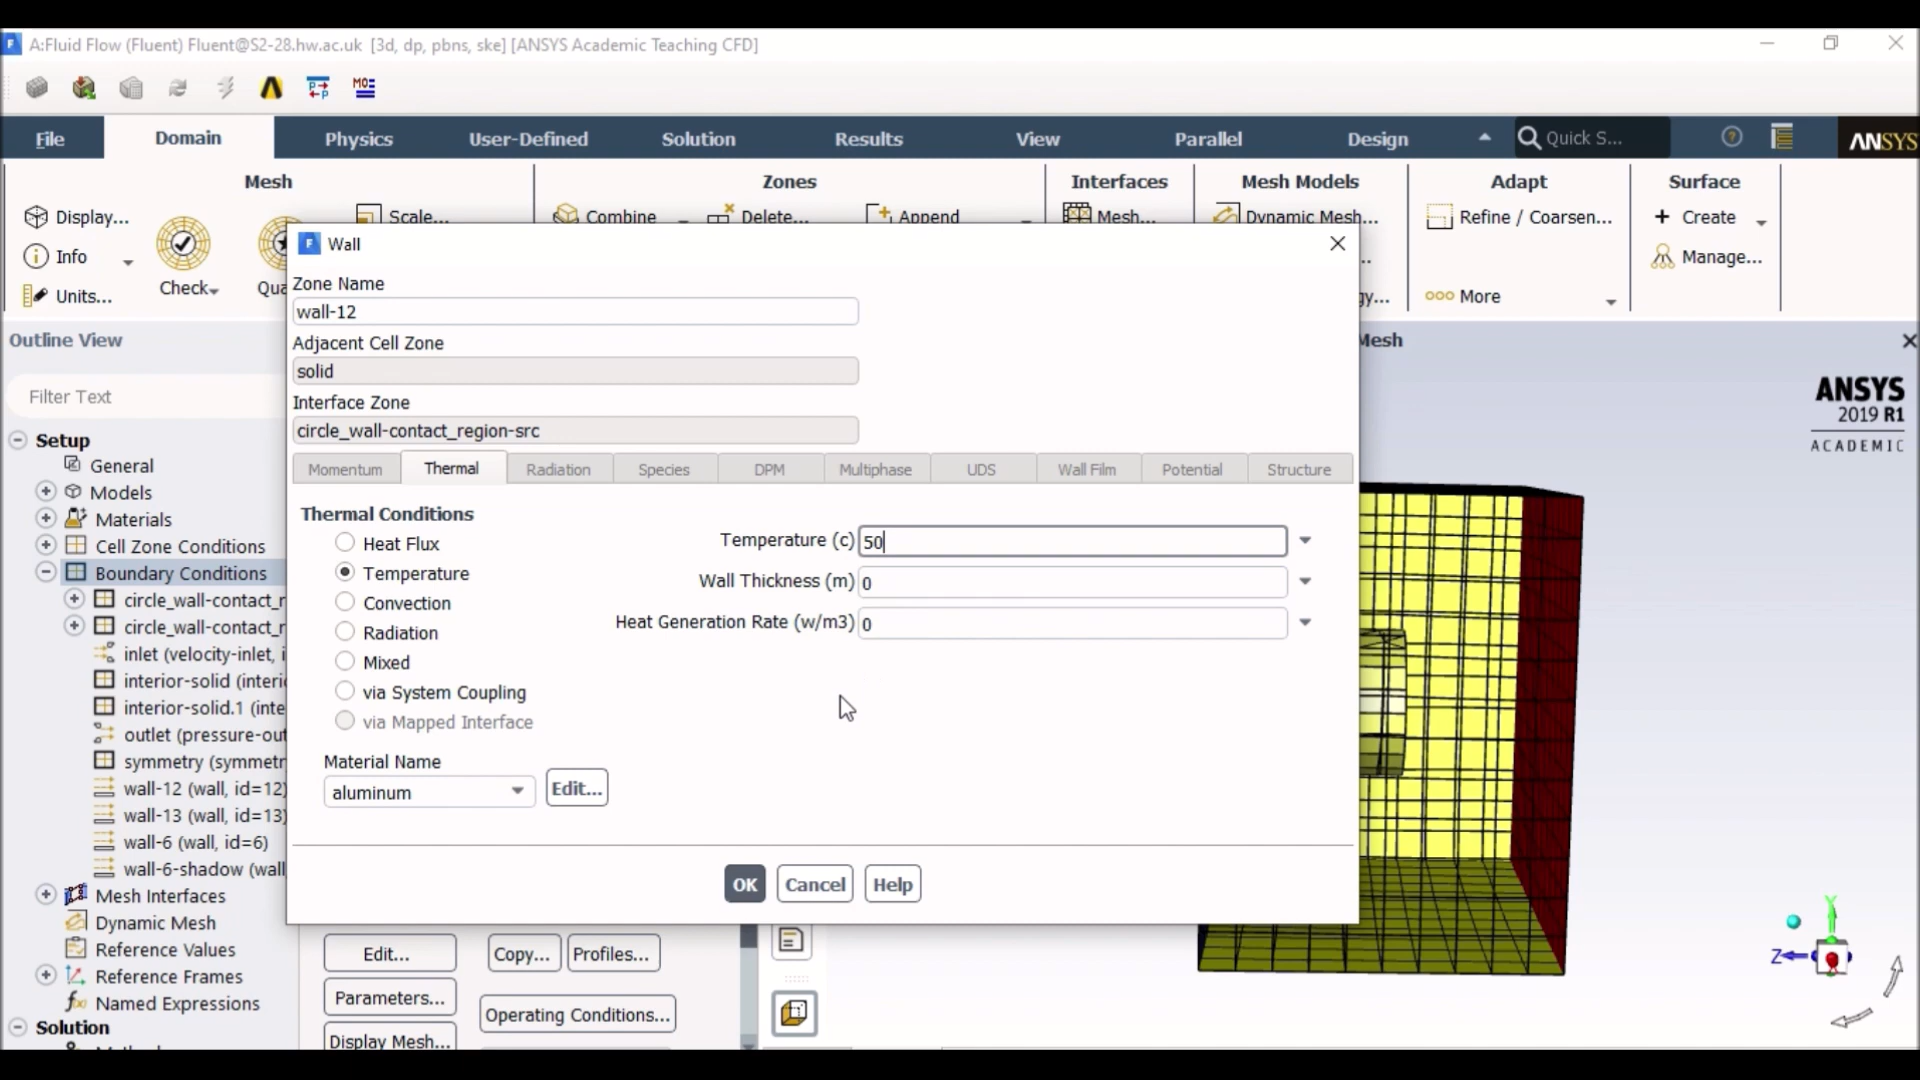 A:Fluid Flow (Fluent) Fluent@S2-28.hw.ac.uk [3d, dp, pbns, ske] [ANSYS Academic Teaching CFD]
File Domain Physics User-Defined Solution Results View Parallel Design Quick S... ANSYS
Mesh Zones Interfaces Mesh Models Adapt Surface
Display... Scale... Combine Delete... Append Mesh... Dynamic Mesh... Refine / Coarsen... Create
Info Manage...
Units... Check More
Outline View
Filter Text
Setup
General
Models
Materials
Cell Zone Conditions
Boundary Conditions
circle_wall-contact_r
circle_wall-contact_r
inlet (velocity-inlet, i
interior-solid (interi
interior-solid.1 (inte
outlet (pressure-out
symmetry (symmetr
wall-12 (wall, id=12)
wall-13 (wall, id=13)
wall-6 (wall, id=6)
wall-6-shadow (wall
Mesh Interfaces
Dynamic Mesh
Reference Values
Reference Frames
Named Expressions
Solution
Wall
Zone Name
wall-12
Adjacent Cell Zone
solid
Interface Zone
circle_wall-contact_region-src
Momentum Thermal Radiation Species DPM Multiphase UDS Wall Film Potential Structure
Thermal Conditions
Heat Flux
Temperature
Convection
Radiation
Mixed
via System Coupling
via Mapped Interface
Temperature (c) 50
Wall Thickness (m) 0
Heat Generation Rate (w/m3) 0
Material Name
aluminum Edit...
OK Cancel Help
Edit... Copy... Profiles...
Parameters... Operating Conditions...
Display Mesh...
Mesh
ANSYS
2019 R1
ACADEMIC
Y
Z